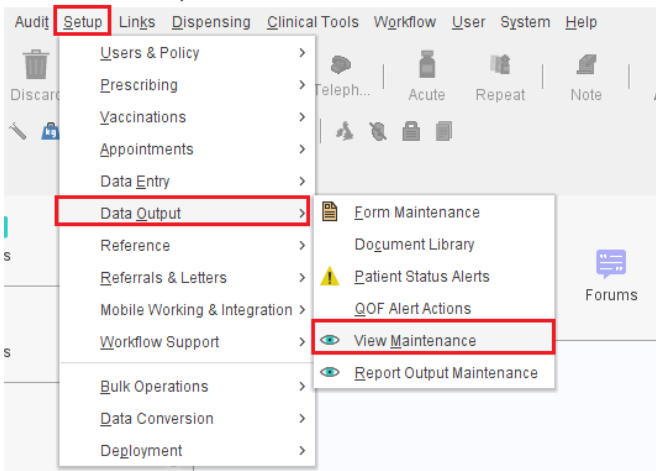 Audit Setup Links Dispensing Clinical Tools Workflow User System Help
Users & Policy
Prescribing
Vaccinations
Appointments
Data Entry
Data Output
Reference
Referrals & Letters
Mobile Working & Integration
Workflow Support
Bulk Operations
Data Conversion
Deployment
Discard
Teleph... Acute Repeat Note
kg
Form Maintenance
Document Library
Patient Status Alerts
QOF Alert Actions
View Maintenance
Report Output Maintenance
Forums
s
s